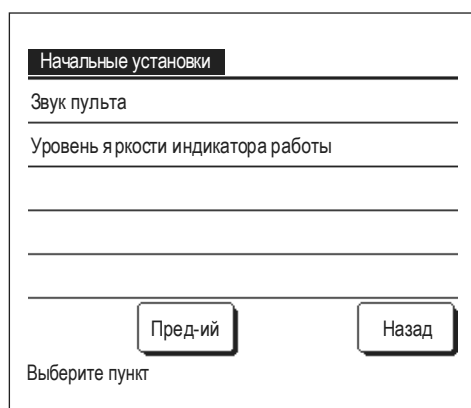 Начальные установки
Звук пульта
Уровень яркости индикатора работы
Пред-ий
Назад
Выберите пункт